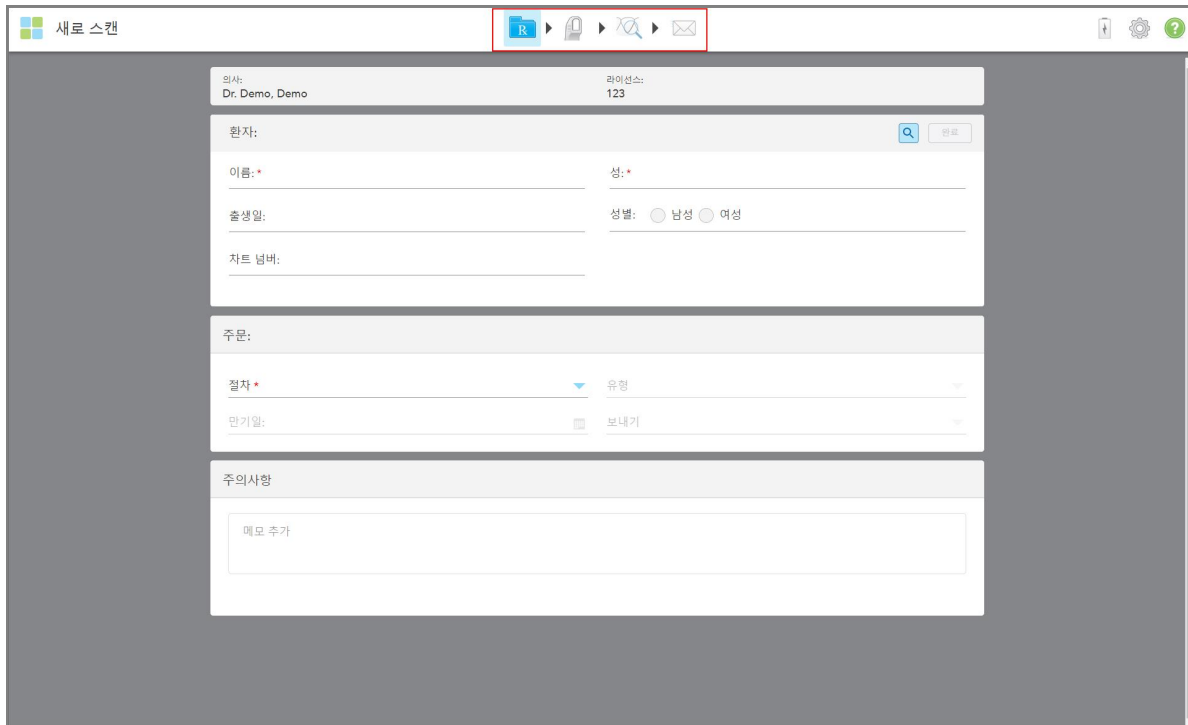 새로 스캔
R
?
의사:
라이선스:
Dr. Demo, Demo
123
환자:
완료
이름:*
성:*
출생일:
성별: 남성 여성
차트 넘버:
주문:
절차 *
유형
만기일:
보내기
주의사항
메모 추가